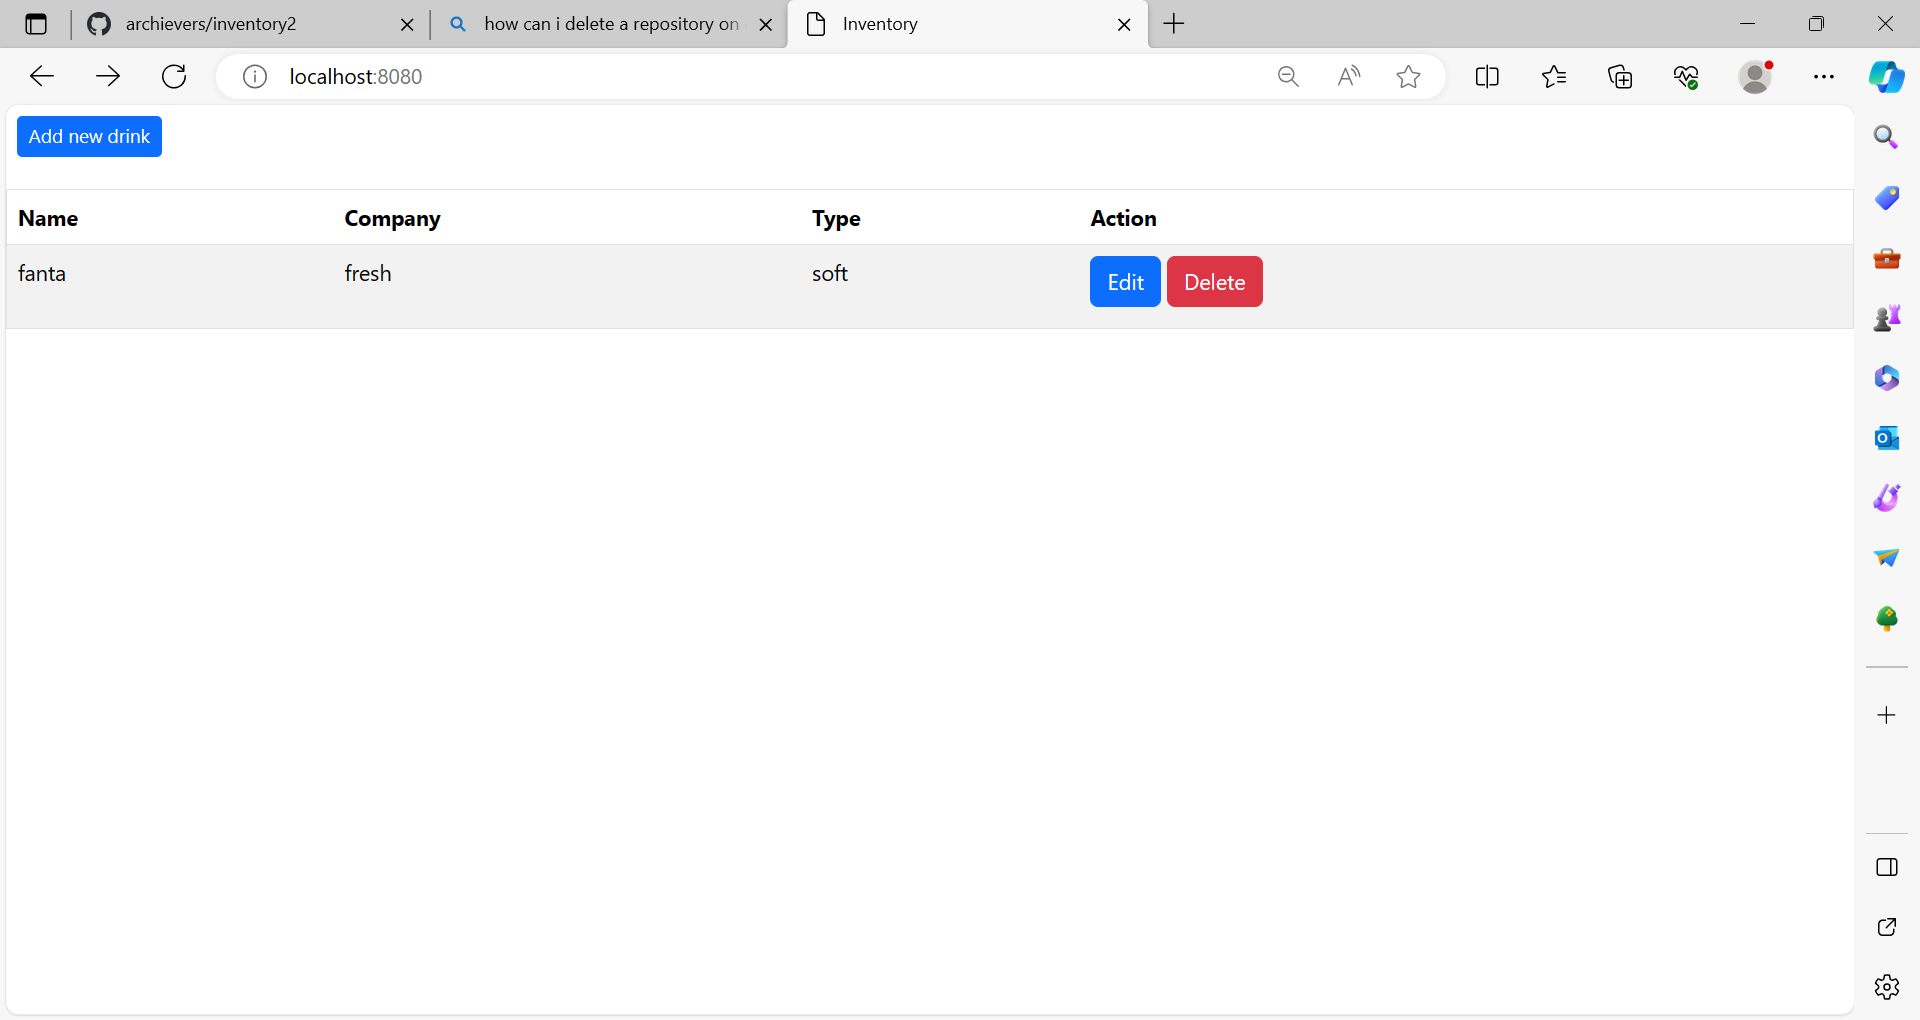 archievers/inventory2
how can i delete a repository on
Inventory
localhost:8080
Add new drink
Name Company Type Action
fanta fresh soft Edit Delete